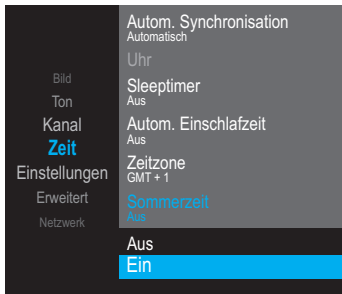 Bild
Ton
Kanal
Zeit
Einstellungen
Erweitert
Netzwerk
Autom. Synchronisation
Automatisch
Uhr
Sleeptimer
Aus
Autom. Einschlafzeit
Aus
Zeitzone
GMT + 1
Sommerzeit
Aus
Aus
Ein